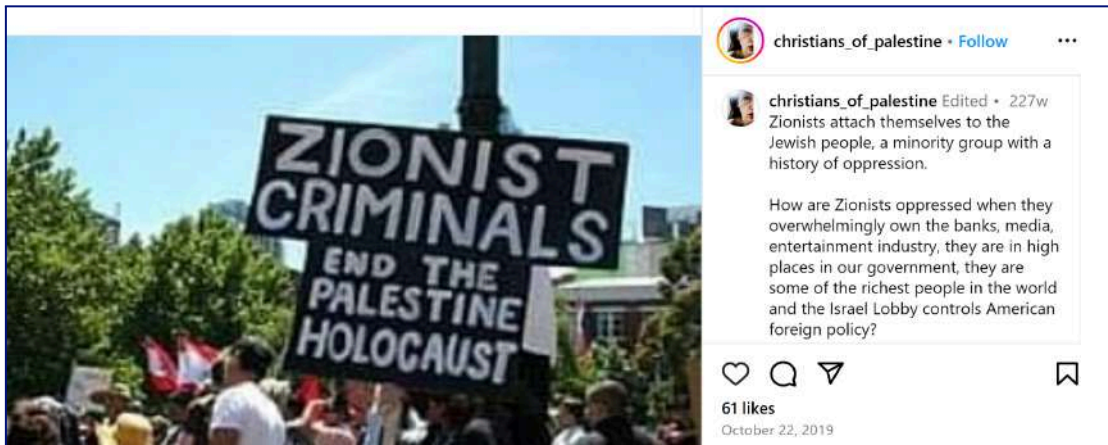 ZIONIST
CRIMINALS
END THE
PALESTINE
HOLOCAUST
christians_of_palestine • Follow
christians_of_palestine Edited • 227w
Zionists attach themselves to the
Jewish people, a minority group with a
history of oppression.
How are Zionists oppressed when they
overwhelmingly own the banks, media,
entertainment industry, they are in high
places in our government, they are
some of the richest people in the world
and the Israel Lobby controls American
foreign policy?
61 likes
October 22, 2019